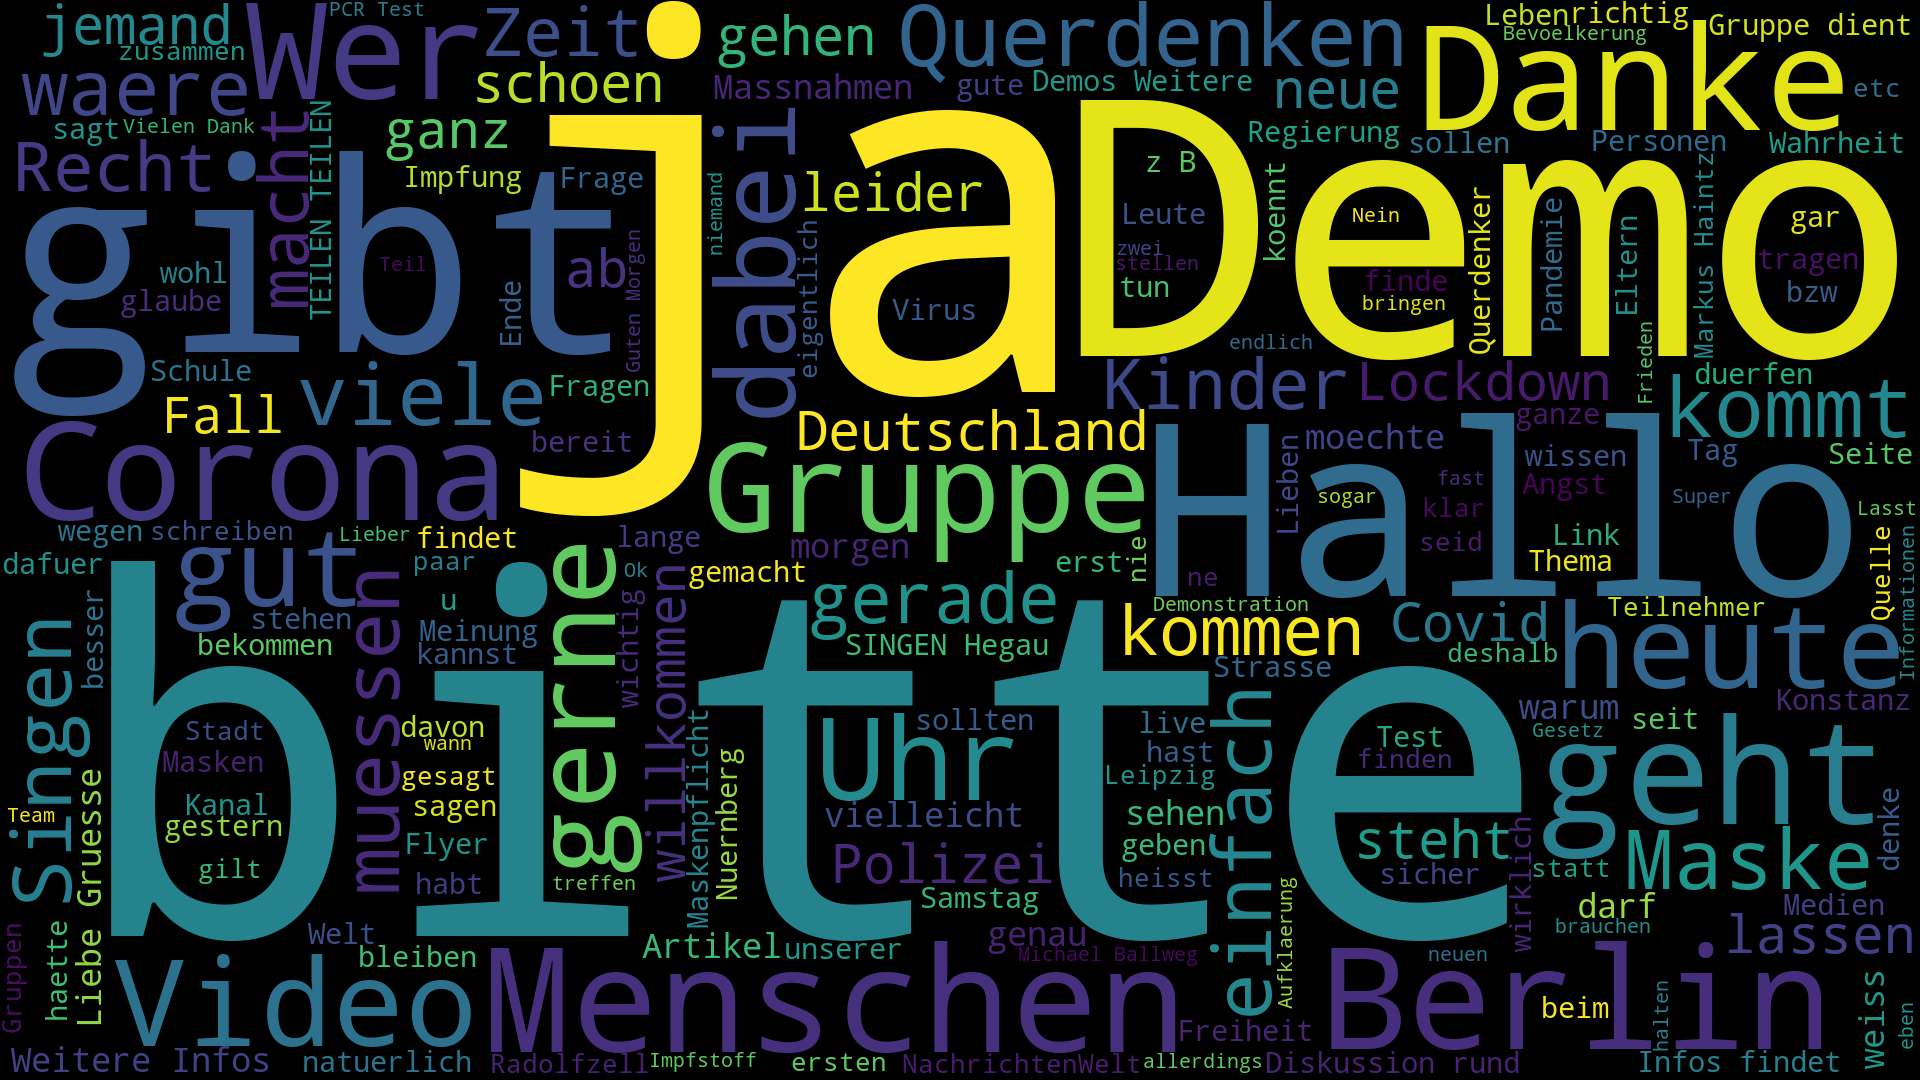 jemand
zusammen
Wer
PCR Test
Zeit
gehen
Querdenken
Leben
richtig
Bevoelkerung
Gruppe dient
waere
schoen
Massnahmen
gute
Demos Weitere
neue
Danke
etc
sagt
Vielen Dank
macht
TEILEN TEILEN
ganz
dabei
Regierung
sollen
Personen
Wahrheit
Recht
Impfung
Frage
niemand
leider
z B
koennt
Leute
Nein
Querdenker
Pandemie
Eltern
Markus Haintz
gar
gibt
ja
Demo
wohl
Teil
glaube
Ende
ab
Guten Morgen
eigentlich
Virus
zwei
stellen
tun
finde
bringen
tragen
bzw
Schule
viele
Fragen
endlich
Kinder
Lockdown
Frieden
duerfen
kommt
Fall
Corona
bereit
Deutschland
Gruppe
Hallo
Lieben
moechte
ganze
wissen
Tag
Seite
sogar
fast
klar
Angst
Super
seid
Link
Thema
Lasst
Quelle
Informationen
wegen
schreiben
Lieber
findet
lange
morgen
nie
dafuer
gut
paar
Ok
gemacht
erst
ne
besser
u
gerne
wichtig
Willkommen
gerade
Demonstration
kommen
Covid
Teilnehmer
heute
Singen
stehen
bekommen
muessen
Meinung
kannst
SINGEN Hegau
Strasse
deshalb
bitte
Stadt
Masken
Kanal
gestern
gilt
davon
wann
gesagt
sagen
Flyer
habt
treffen
Maskenpflicht
Nuernberg
Uhr
sollten
vielleicht
Polizei
Samstag
live
hast
Leipzig
sehen
geben
heisst
einfach
Aufklaerung
Test
finden
steht
sicher
warum
seit
Konstanz
Gesetz
geht
wirklich
statt
Maske
denke
darf
Medien
brauchen
lassen
Team
Liebe Gruesse
Gruppen
haette
Welt
bleiben
Video
Menschen
Artikel
unserer
genau
Michael Ballweg
neuen
Berlin
beim
halten
weiss
eben
Freiheit
Weitere Infos
natuerlich
Radolfzell
Impfstoff
ersten
NachrichtenWelt
allerdings
Diskussion rund
Infos findet